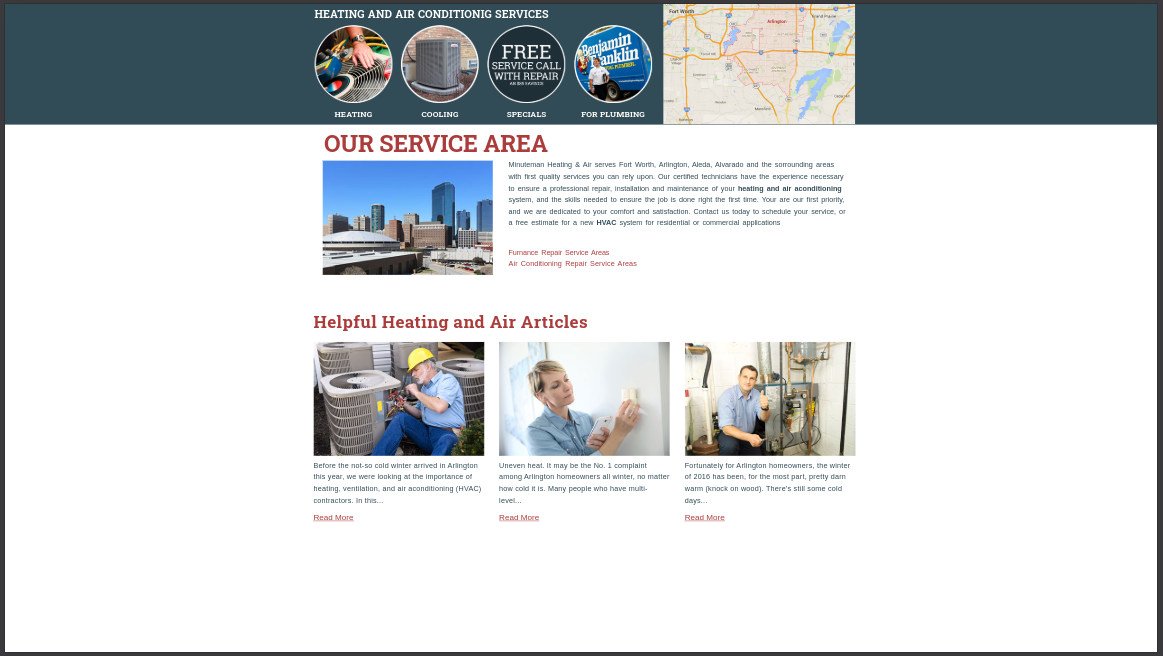 HEATING AND AIR CONDITIONIG SERVICES
FREE
SERVICE CALL
WITH REPAIR
Benjamin
Franklin
HEATING
COOLING
SPECIALS
FOR PLUMBING
Fort Worth
Arlington
Grand Prairie
OUR SERVICE AREA
Minuteman Heating & Air serves Fort Worth, Arlington, Aleda, Alvarado and the sorrounding areas
with first quality services you can rely upon. Our certified technicians have the experience necessary
to ensure a professional repair, installation and maintenance of your heating and air aconditioning
system, and the skills needed to ensure the job is done right the first time. Your are our first priority,
and we are dedicated to your comfort and satisfaction. Contact us today to schedule your service, or
a free estimate for a new HVAC system for residential or commercial applications
Furnance Repair Service Areas
Air Conditioning Repair Service Areas
Helpful Heating and Air Articles
Before the not-so cold winter arrived in Arlington
this year, we were looking at the importance of
heating, ventilation, and air aconditioning (HVAC)
contractors. In this...
Read More
Uneven heat. It may be the No. 1 complaint
among Arlington homeowners all winter, no matter
how cold it is. Many people who have multi-
level...
Read More
Fortunately for Arlington homeowners, the winter
of 2016 has been, for the most part, pretty darn
warm (knock on wood). There's still some cold
days...
Read More